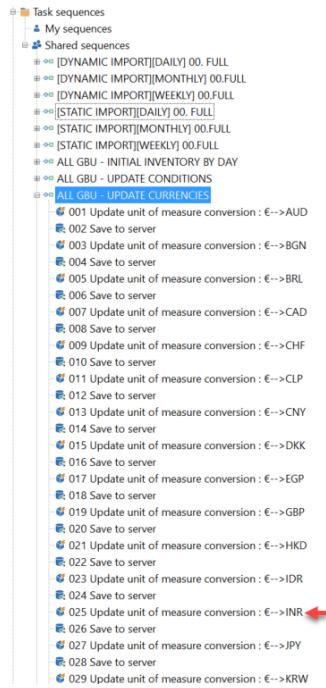 Task sequences
My sequences
Shared sequences
[DYNAMIC IMPORT][DAILY] 00. FULL
[DYNAMIC IMPORT][MONTHLY] 00.FULL
[DYNAMIC IMPORT][WEEKLY] 00.FULL
[STATIC IMPORT][DAILY] 00. FULL
[STATIC IMPORT][MONTHLY] 00.FULL
[STATIC IMPORT][WEEKLY] 00.FULL
ALL GBU - INITIAL INVENTORY BY DAY
ALL GBU - UPDATE CONDITIONS
ALL GBU - UPDATE CURRENCIES
001 Update unit of measure conversion : €-->AUD
002 Save to server
003 Update unit of measure conversion : €-->BGN
004 Save to server
005 Update unit of measure conversion : €-->BRL
006 Save to server
007 Update unit of measure conversion : €-->CAD
008 Save to server
009 Update unit of measure conversion : €-->CHF
010 Save to server
011 Update unit of measure conversion : €-->CLP
012 Save to server
013 Update unit of measure conversion : €-->CNY
014 Save to server
015 Update unit of measure conversion : €-->DKK
016 Save to server
017 Update unit of measure conversion : €-->EGP
018 Save to server
019 Update unit of measure conversion : €-->GBP
020 Save to server
021 Update unit of measure conversion : €-->HKD
022 Save to server
023 Update unit of measure conversion : €-->IDR
024 Save to server
025 Update unit of measure conversion : €-->INR
026 Save to server
027 Update unit of measure conversion : €-->JPY
028 Save to server
029 Update unit of measure conversion : €-->KRW